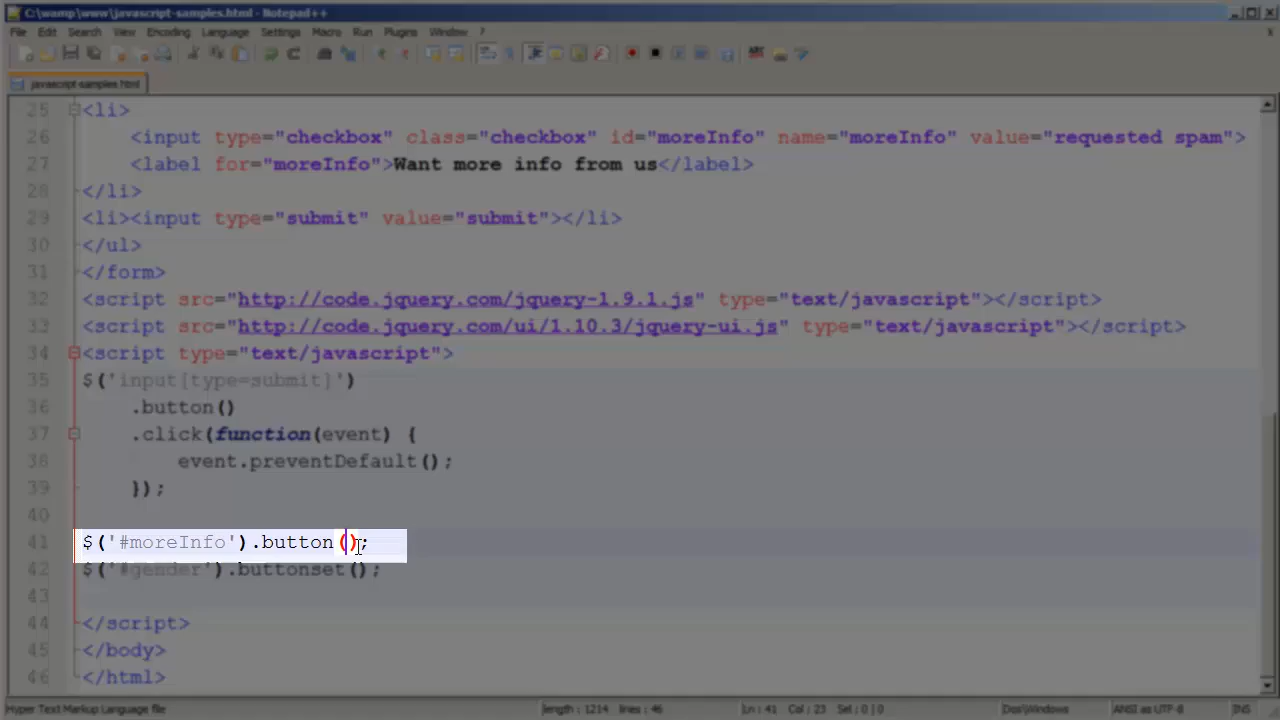 C:\wamp\www\javascript-samples.html - Notepad++
File Edit Search View Encoding Language Settings Macro Run Plugins Window ?
javascript-samples.html
25 <li>
26 <input type="checkbox" class="checkbox" id="moreInfo" name="moreInfo" value="requested spam">
27 <label for="moreInfo">Want more info from us</label>
28 </li>
29 <li><input type="submit" value="submit"></li>
30 </ul>
31 </form>
32 <script src="http://code.jquery.com/jquery-1.9.1.js" type="text/javascript"></script>
33 <script src="http://code.jquery.com/ui/1.10.3/jquery-ui.js" type="text/javascript"></script>
34 <script type="text/javascript">
35 $('input[type=submit]')
36 .button()
37 .click(function(event) {
38 event.preventDefault();
39 });
40
41 $('#moreInfo').button();
42 $('#gender').buttonset();
43
44 </script>
45 </body>
46 </html>
Hyper Text Markup Language file length : 1214 lines : 46 Ln : 41 Col : 23 Sel : 0 | 0 Dos\Windows ANSI as UTF-8 INS